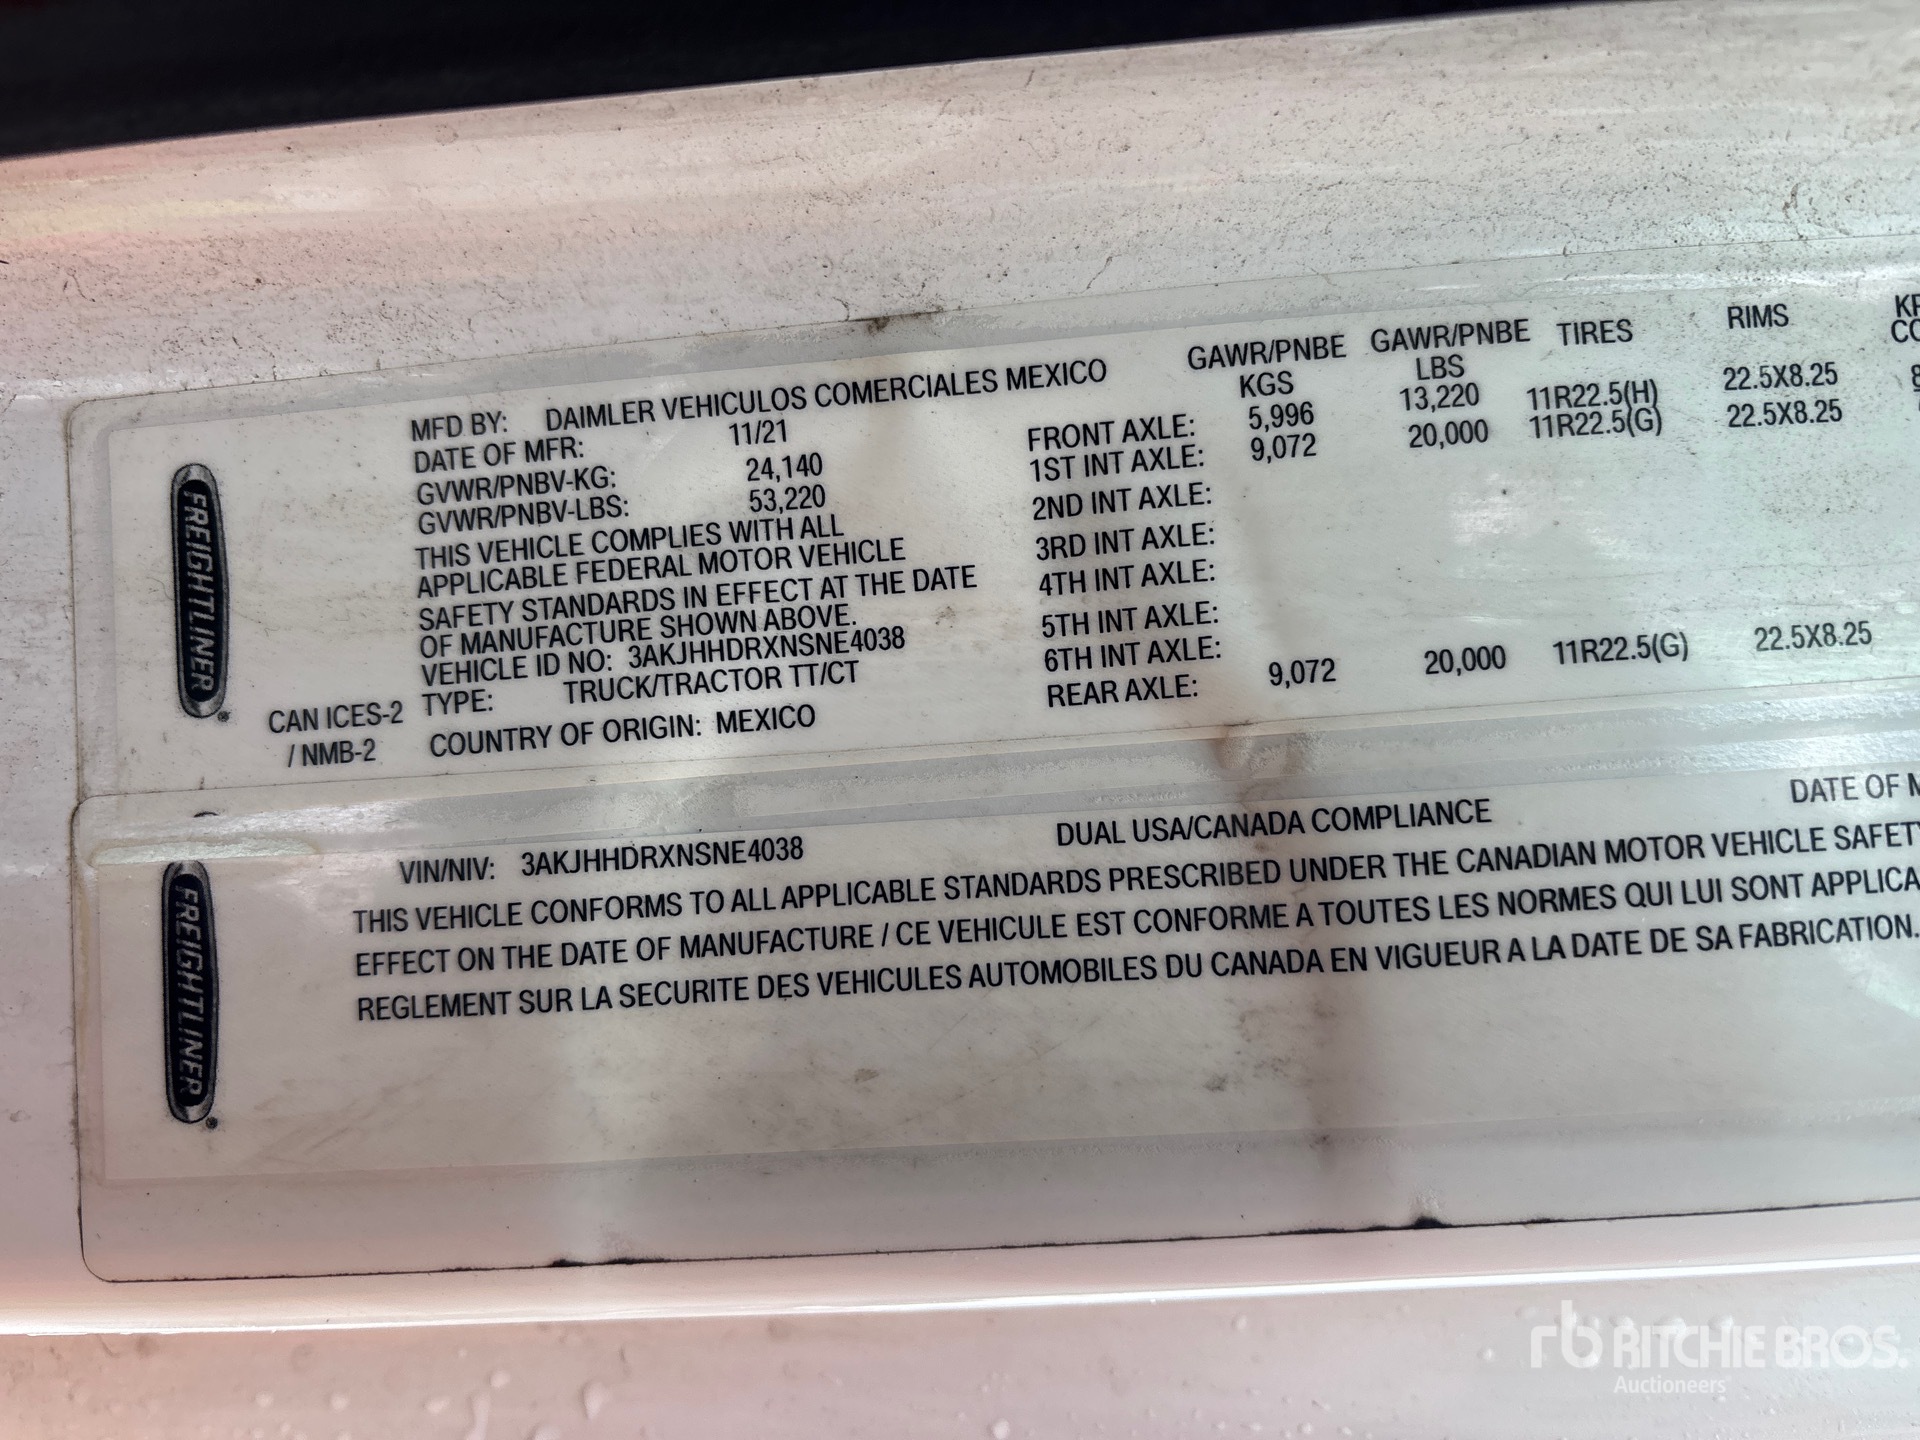 FREIGHTLINER
MFD BY: DAIMLER VEHICULOS COMERCIALES MEXICO
DATE OF MFR: 11/21
GVWR/PNBV-KG: 24,140
GVWR/PNBV-LBS: 53,220
THIS VEHICLE COMPLIES WITH ALL
APPLICABLE FEDERAL MOTOR VEHICLE
SAFETY STANDARDS IN EFFECT AT THE DATE
OF MANUFACTURE SHOWN ABOVE.
VEHICLE ID NO: 3AKJHHDRXNSNE4038
TYPE: TRUCK/TRACTOR TT/CT
COUNTRY OF ORIGIN: MEXICO
CAN ICES-2
/ NMB-2
GAWR/PNBE GAWR/PNBE TIRES RIMS
KGS LBS
FRONT AXLE: 5,996 13,220 11R22.5(H) 22.5X8.25
1ST INT AXLE: 9,072 20,000 11R22.5(G) 22.5X8.25
2ND INT AXLE:
3RD INT AXLE:
4TH INT AXLE:
5TH INT AXLE:
6TH INT AXLE:
REAR AXLE: 9,072 20,000 11R22.5(G) 22.5X8.25
FREIGHTLINER
VIN/NIV: 3AKJHHDRXNSNE4038 DUAL USA/CANADA COMPLIANCE DATE OF M
THIS VEHICLE CONFORMS TO ALL APPLICABLE STANDARDS PRESCRIBED UNDER THE CANADIAN MOTOR VEHICLE SAFETY
EFFECT ON THE DATE OF MANUFACTURE / CE VEHICULE EST CONFORME A TOUTES LES NORMES QUI LUI SONT APPLICA
REGLEMENT SUR LA SECURITE DES VEHICULES AUTOMOBILES DU CANADA EN VIGUEUR A LA DATE DE SA FABRICATION.
rb RITCHIE BROS.
Auctioneers